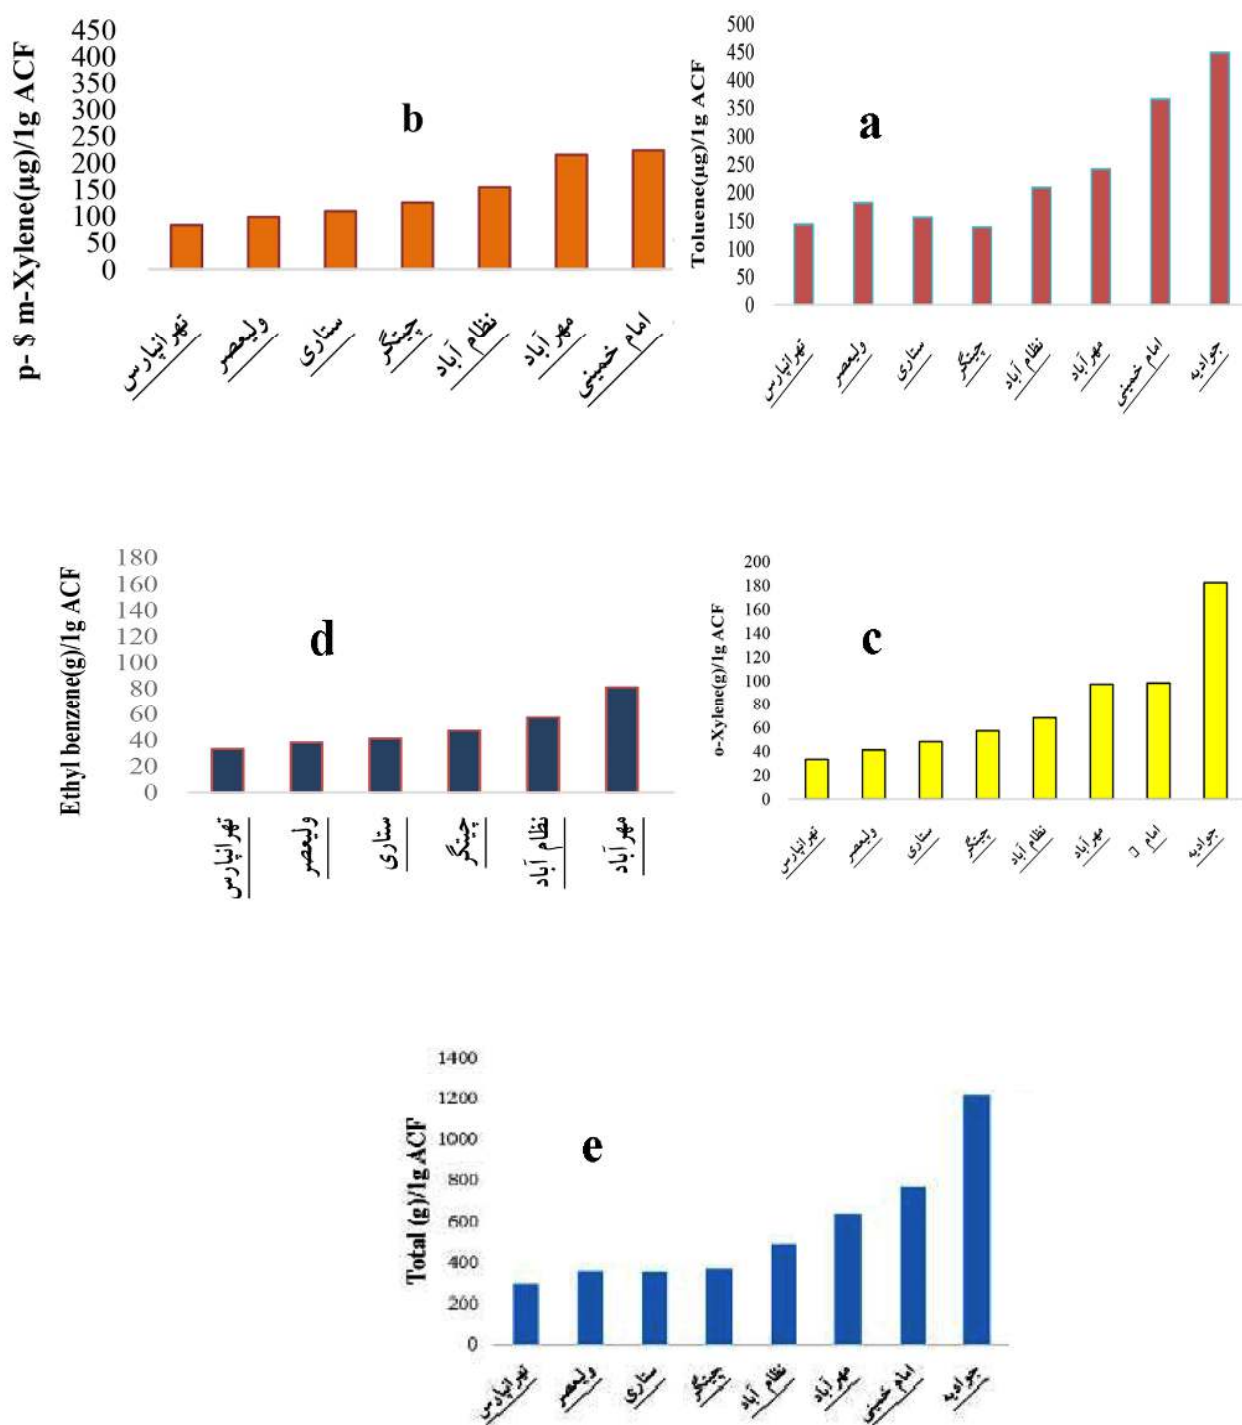 p- $ m-Xylene(µg)/1g ACF
450
400
350
300
250
200
150
100
50
0
b
تهرانپارس
ولیعصر
ستاری
چیتگر
نظام آباد
مهرآباد
امام خمینی
Toluene(µg)/1g ACF
500
450
400
350
300
250
200
150
100
50
0
a
تهرانپارس
ولیعصر
ستاری
چیتگر
نظام آباد
مهرآباد
امام خمینی
جوادیه
Ethyl benzene(g)/1g ACF
180
160
140
120
100
80
60
40
20
0
d
تهرانپارس
ولیعصر
ستاری
چیتگر
نظام آباد
مهرآباد
o-Xylene(g)/1g ACF
200
180
160
140
120
100
80
60
40
20
0
c
تهرانپارس
ولیعصر
ستاری
چیتگر
نظام آباد
مهرآباد
امام
جوادیه
Total (g)/1g ACF
1400
1200
1000
800
600
400
200
0
e
تهرانپارس
ولیعصر
ستاری
چیتگر
نظام آباد
مهرآباد
امام خمینی
جوادیه